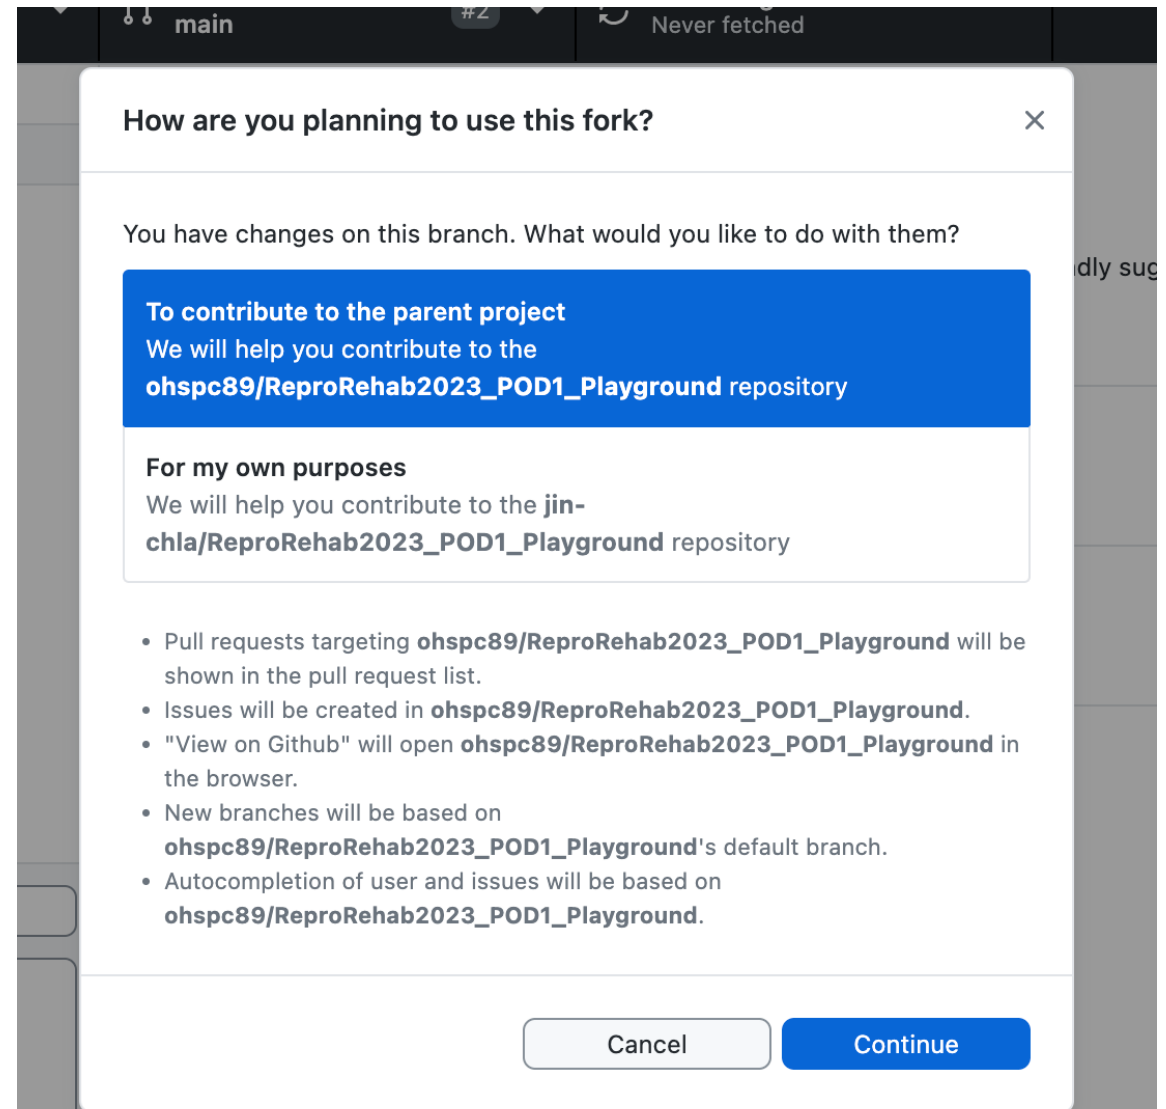 main
#2
Never fetched
How are you planning to use this fork?
You have changes on this branch. What would you like to do with them?
dly sug
To contribute to the parent project
We will help you contribute to the
ohspc89/ReproRehab2023_POD1_Playground repository
For my own purposes
We will help you contribute to the jin-
chla/ReproRehab2023_POD1_Playground repository
• Pull requests targeting ohspc89/ReproRehab2023_POD1_Playground will be
shown in the pull request list.
• Issues will be created in ohspc89/ReproRehab2023_POD1_Playground.
• "View on Github" will open ohspc89/ReproRehab2023_POD1_Playground in
the browser.
• New branches will be based on
ohspc89/ReproRehab2023_POD1_Playground's default branch.
• Autocompletion of user and issues will be based on
ohspc89/ReproRehab2023_POD1_Playground.
Cancel
Continue